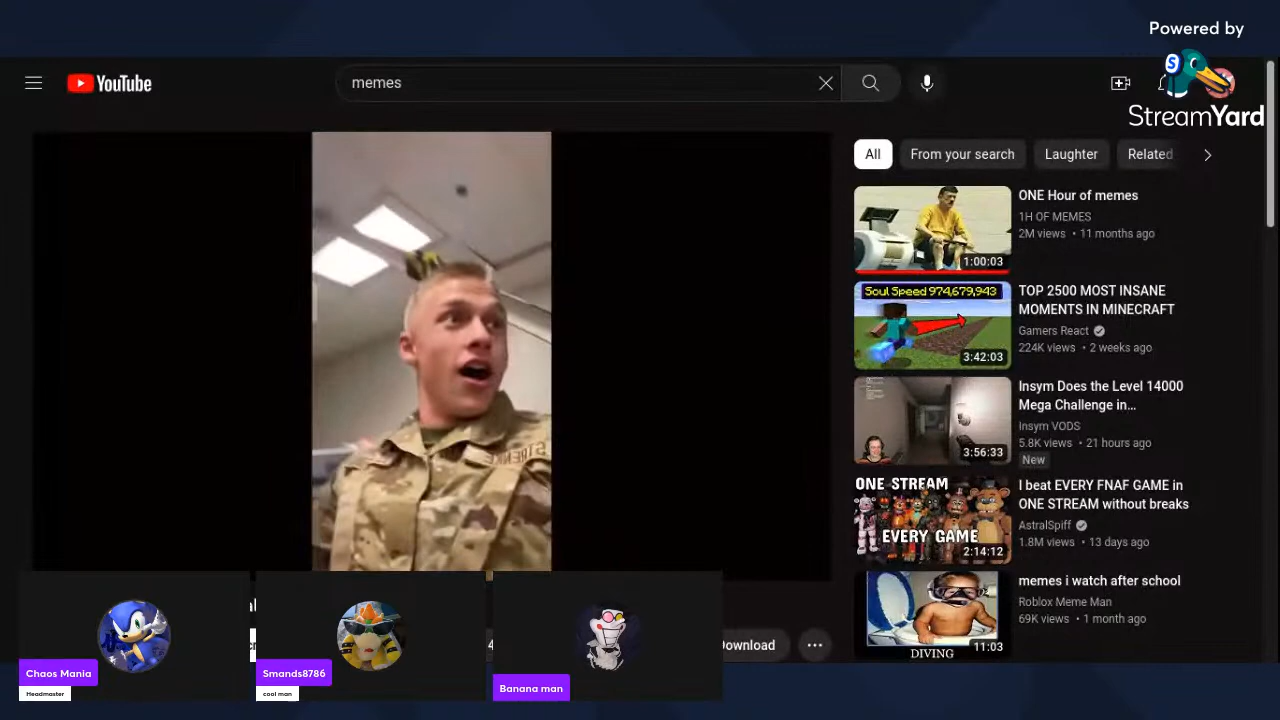 Powered by
StreamYard
YouTube
memes
All
From your search
Laughter
Related
ONE Hour of memes
1H OF MEMES
2M views • 11 months ago
1:00:03
Soul Speed 974,679,943
TOP 2500 MOST INSANE
MOMENTS IN MINECRAFT
Gamers React
224K views • 2 weeks ago
3:42:03
Insym Does the Level 14000
Mega Challenge in...
Insym VODS
5.8K views • 21 hours ago
New
3:56:33
ONE STREAM
EVERY GAME
I beat EVERY FNAF GAME in
ONE STREAM without breaks
AstralSpiff
1.8M views • 13 days ago
2:14:12
memes i watch after school
Roblox Meme Man
69K views • 1 month ago
DIVING
11:03
Download
Chaos Mania
Headmaster
Smands8786
cool man
Banana man